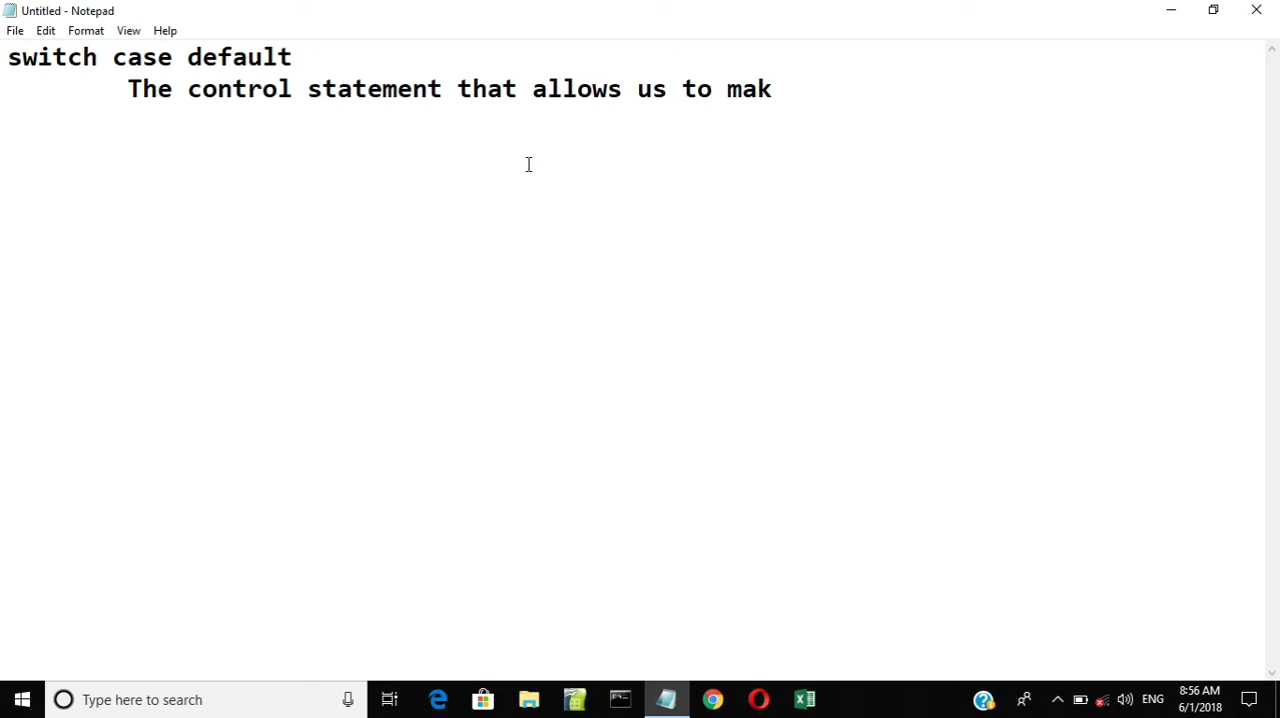 Untitled - Notepad
File Edit Format View Help
switch case default
The control statement that allows us to mak
Type here to search
ENG
8:56 AM
6/1/2018